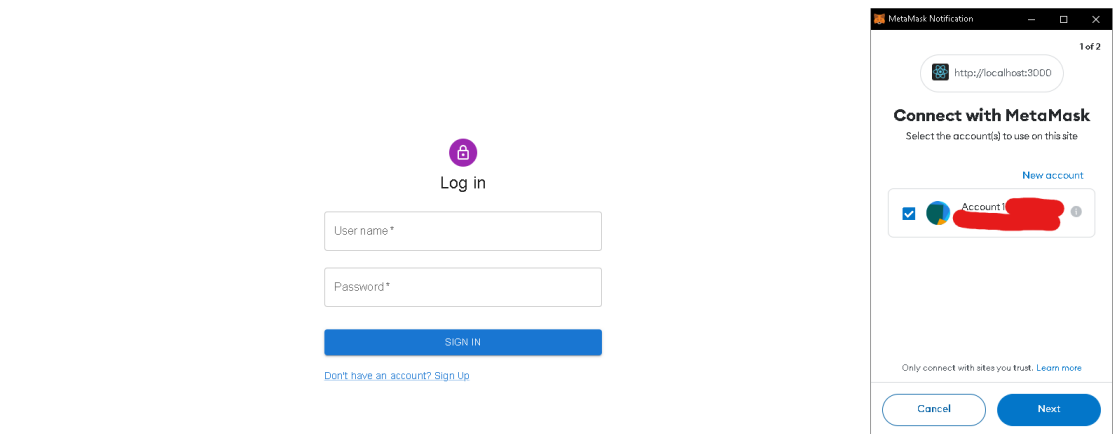 Log in
User name *
Password *
SIGN IN
Don't have an account? Sign Up
MetaMask Notification
1 of 2
http://localhost:3000
Connect with MetaMask
Select the account(s) to use on this site
New account
Account 1
Only connect with sites you trust. Learn more
Cancel
Next